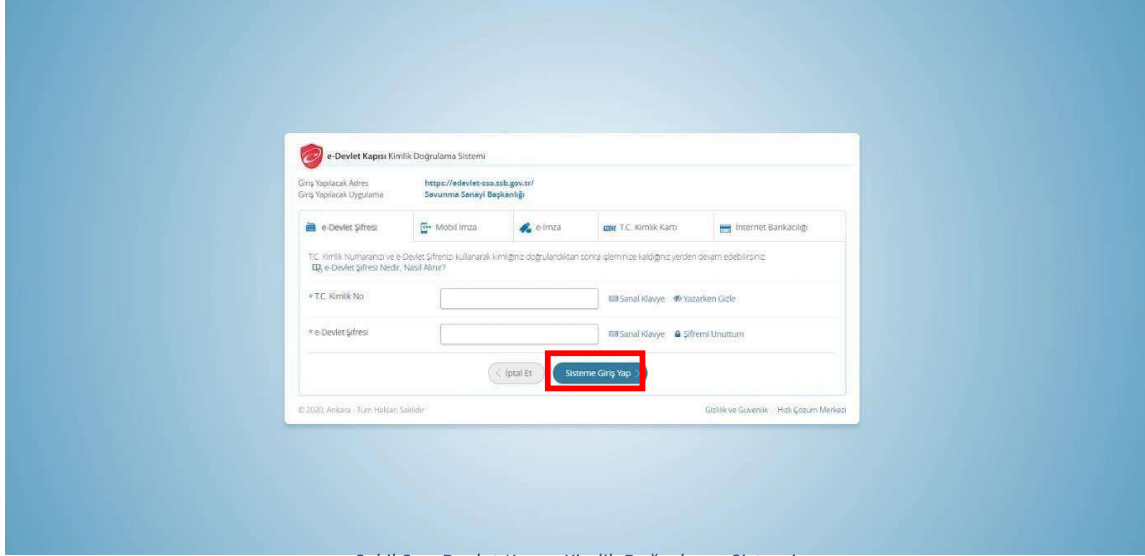 e-Devlet Kapısı Kimlik Doğrulama Sistemi
Giriş Yapılacak Adres https://edevlet-sso.ssb.gov.tr/
Giriş Yapılacak Uygulama Savunma Sanayi Başkanlığı
e-Devlet Şifresi Mobil İmza e-İmza T.C. Kimlik Kartı İnternet Bankacılığı
T.C. Kimlik Numaranızı ve e-Devlet Şifrenizi kullanarak kimliğiniz doğrulandıktan sonra işleminize kaldığınız yerden devam edebilirsiniz.
e-Devlet Şifresi Nedir, Nasıl Alınır?
* T.C. Kimlik No Sanal Klavye Yazarken Gizle
* e-Devlet Şifresi Sanal Klavye Şifremi Unuttum
İptal Et Sisteme Giriş Yap
© 2020, Ankara - Tüm Hakları Saklıdır Gizlilik ve Güvenlik Hızlı Çözüm Merkezi